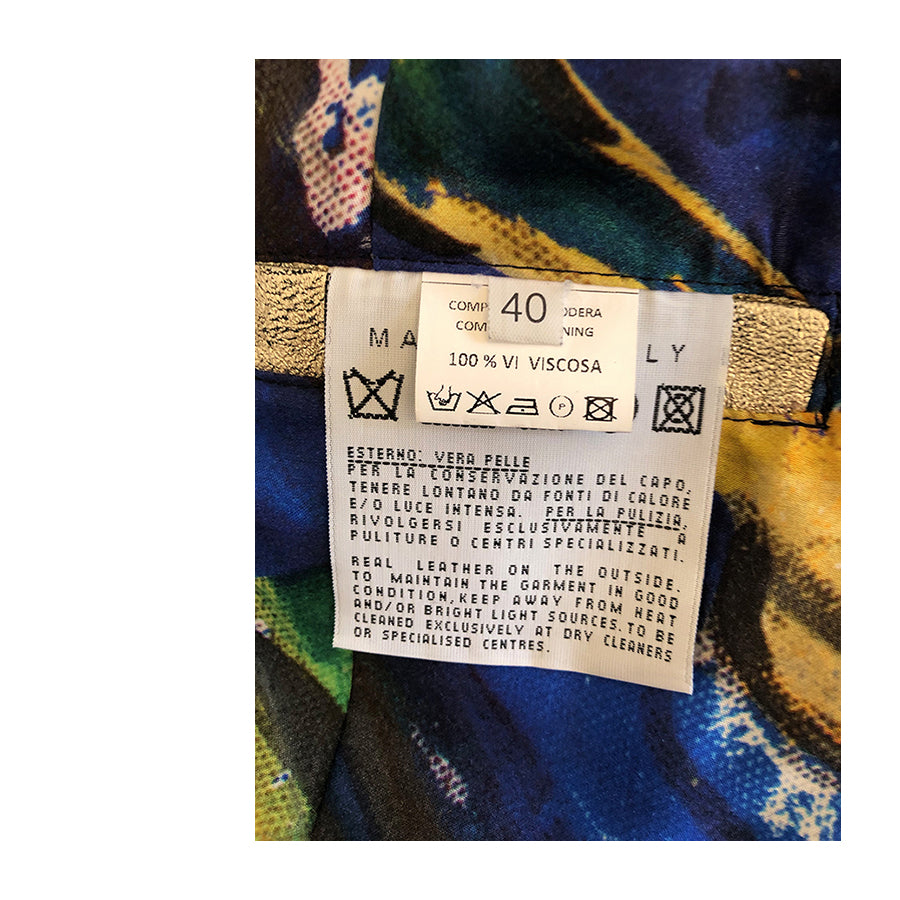 40
COMP ODERA
COM NING
100 % VI VISCOSA
MA LY
P
ESTERNO: VERA PELLE
PER LA CONSERVAZIONE DEL CAPO,
TENERE LONTANO DA FONTI DI CALORE
E/O LUCE INTENSA. PER LA PULIZIA,
RIVOLGERSI ESCLUSIVAMENTE A
PULITURE O CENTRI SPECIALIZZATI.
REAL LEATHER ON THE OUTSIDE.
TO MAINTAIN THE GARMENT IN GOOD
CONDITION,KEEP AWAY FROM HEAT
AND/OR BRIGHT LIGHT SOURCES.TO BE
CLEANED EXCLUSIVELY AT DRY CLEANERS
OR SPECIALISED CENTRES.